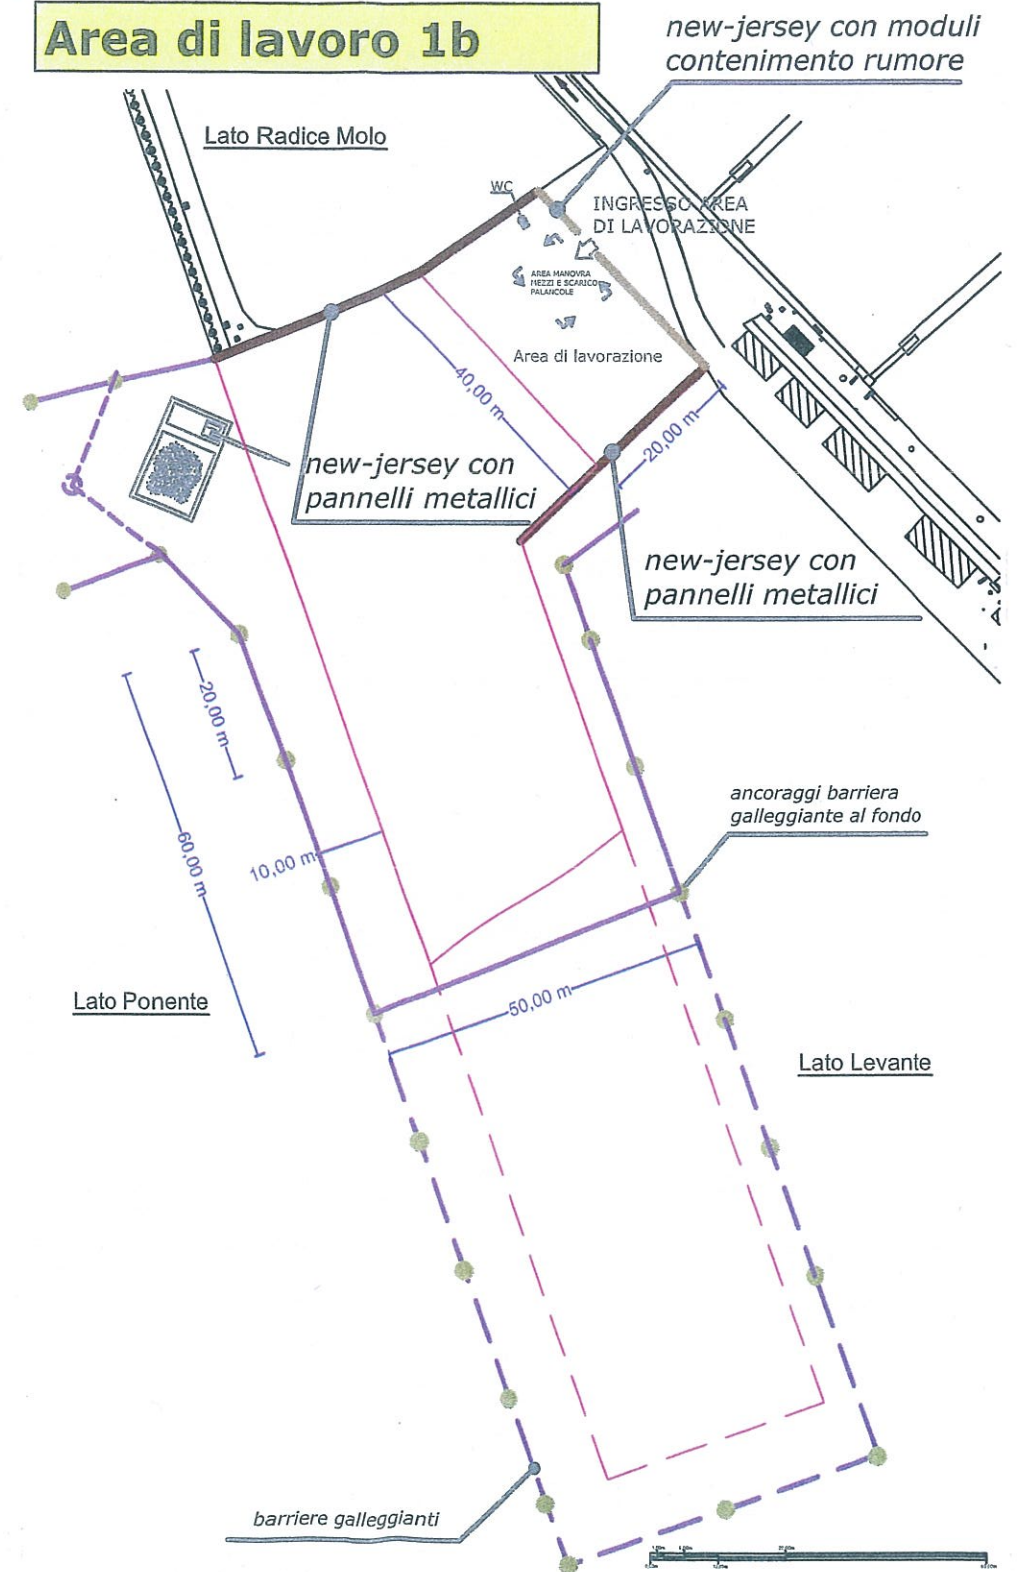 Area di lavoro 1b
new-jersey con moduli
contenimento rumore
Lato Radice Molo
WC
INGRESSO AREA
DI LAVORAZIONE
AREA MANOVRA
MEZZI E SCARICO
PALANCOLE
Area di lavorazione
40,00 m
20,00 m
new-jersey con
pannelli metallici
new-jersey con
pannelli metallici
20,00 m
60,00 m
10,00 m
ancoraggi barriera
galleggiante al fondo
Lato Ponente
50,00 m
Lato Levante
barriere galleggianti